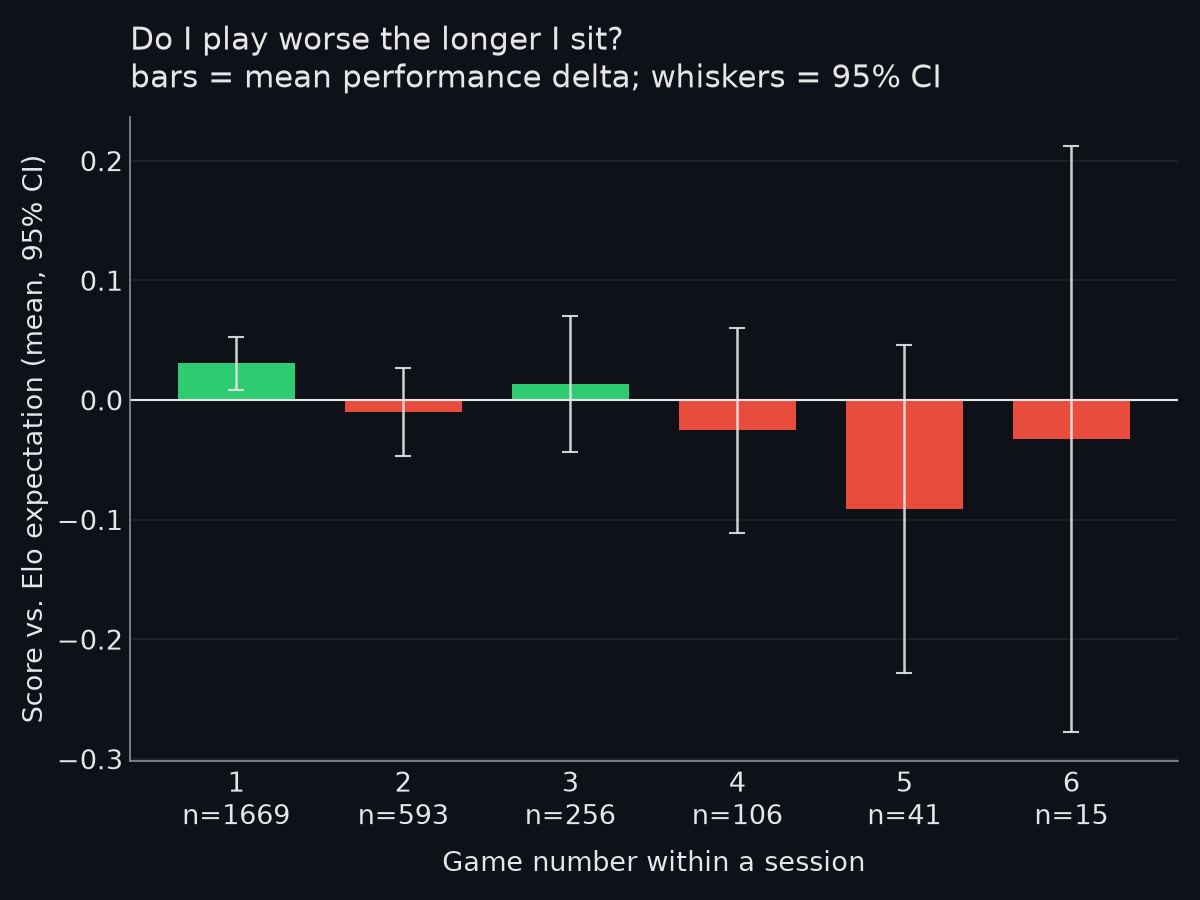 Do I play worse the longer I sit?
bars = mean performance delta; whiskers = 95% CI
Score vs. Elo expectation (mean, 95% CI)
0.2
0.1
0.0
−0.1
−0.2
−0.3
1 2 3 4 5 6
n=1669 n=593 n=256 n=106 n=41 n=15
Game number within a session